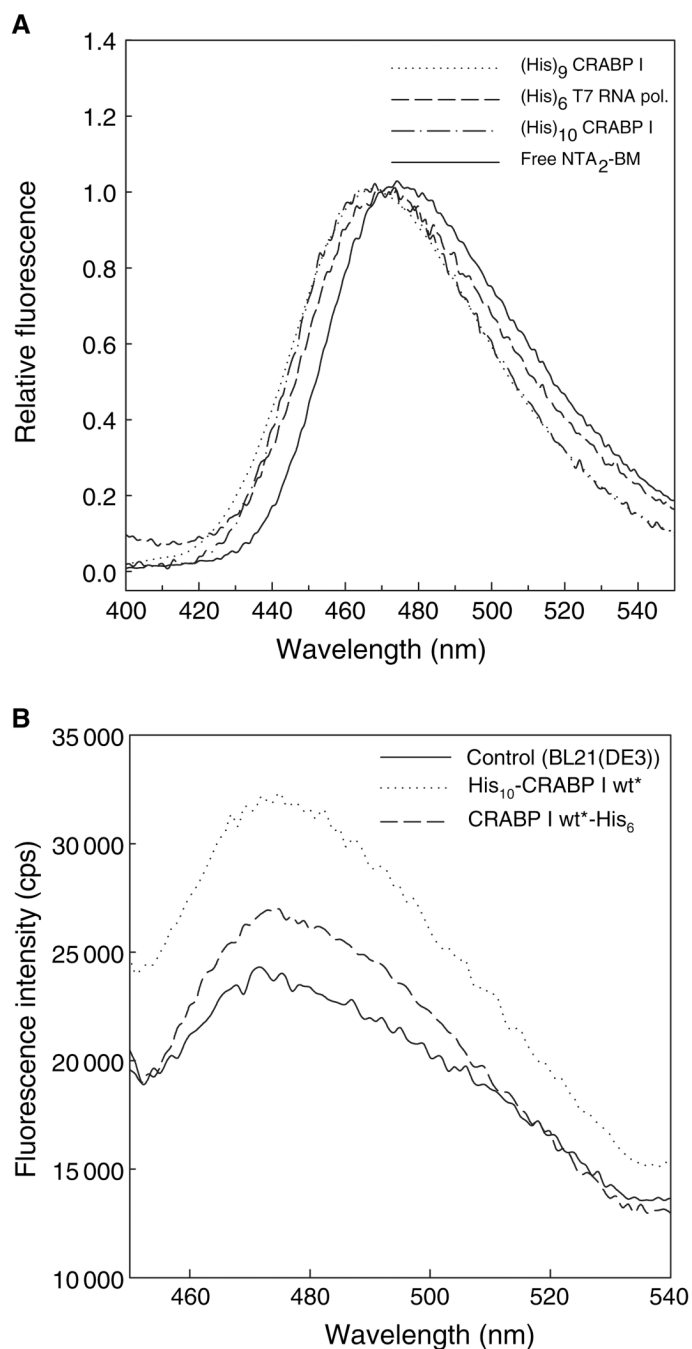 A
1.4
1.2
1.0
0.8
0.6
0.4
0.2
0.0
Relative fluorescence
(His)9 CRABP I
(His)6 T7 RNA pol.
(His)10 CRABP I
Free NTA2-BM
400 420 440 460 480 500 520 540
Wavelength (nm)
B
35 000
30 000
25 000
20 000
15 000
10 000
Fluorescence intensity (cps)
Control (BL21(DE3))
His10-CRABP I wt*
CRABP I wt*-His6
460 480 500 520 540
Wavelength (nm)